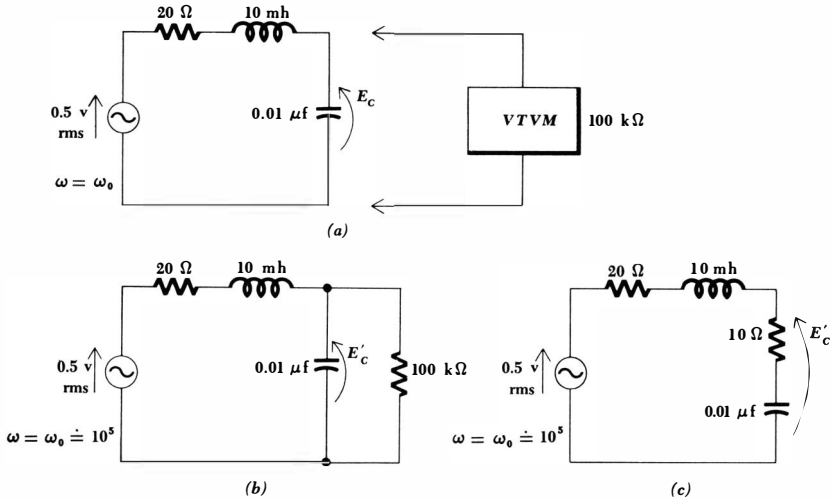 20 Ω
10 mh
0.5 v
rms
0.01 μf
E_C
VTVM
100 kΩ
ω = ω₀
(a)
20 Ω
10 mh
0.5 v
rms
0.01 μf
E′_C
100 kΩ
ω = ω₀ ≐ 10⁵
(b)
20 Ω
10 mh
10 Ω
E′_C
0.5 v
rms
0.01 μf
ω = ω₀ ≐ 10⁵
(c)